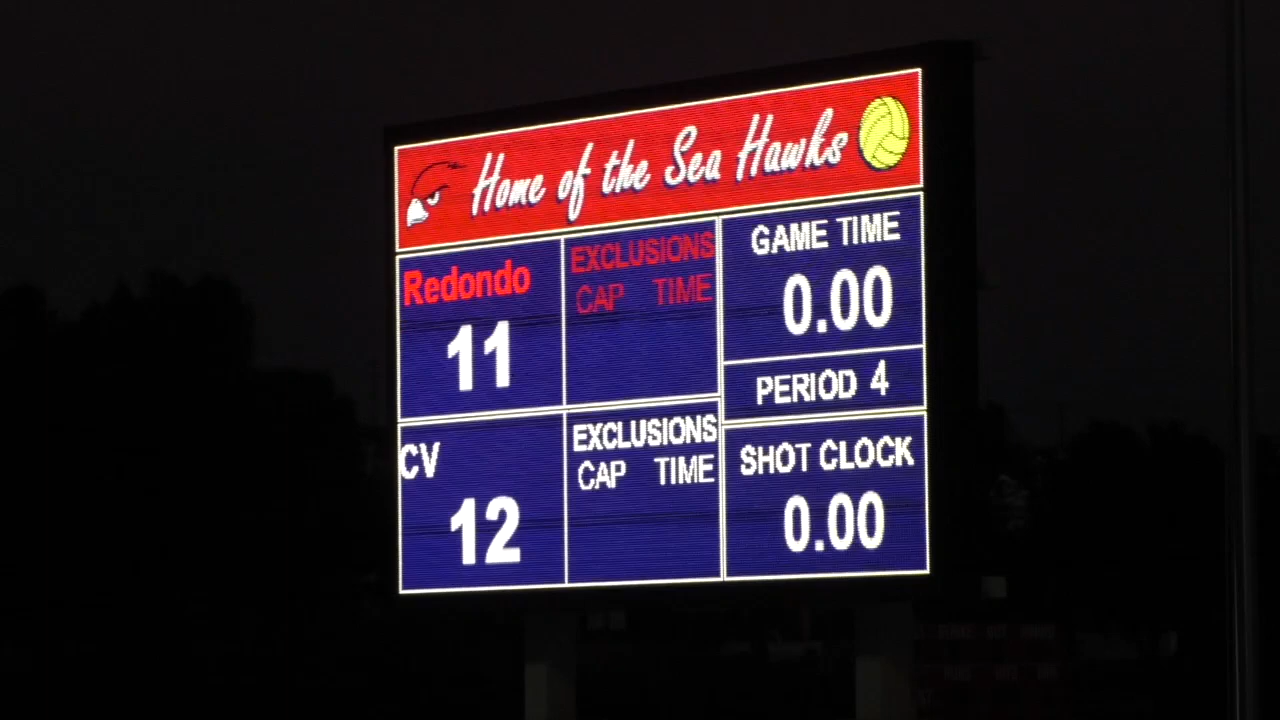 Home of the Sea Hawks
Redondo
11
EXCLUSIONS
CAP TIME
GAME TIME
0.00
PERIOD 4
CV
12
EXCLUSIONS
CAP TIME
SHOT CLOCK
0.00